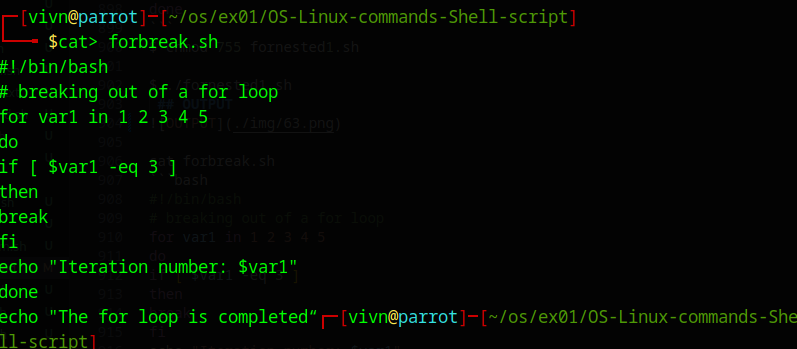 ┌─[vivn@parrot]─[~/os/ex01/OS-Linux-commands-Shell-script]
└──╼ $cat> forbreak.sh
#!/bin/bash
# breaking out of a for loop
for var1 in 1 2 3 4 5
do
if [ $var1 -eq 3 ]
then
break
fi
echo "Iteration number: $var1"
done
echo "The for loop is completed“┌─[vivn@parrot]─[~/os/ex01/OS-Linux-commands-She
ll-script]